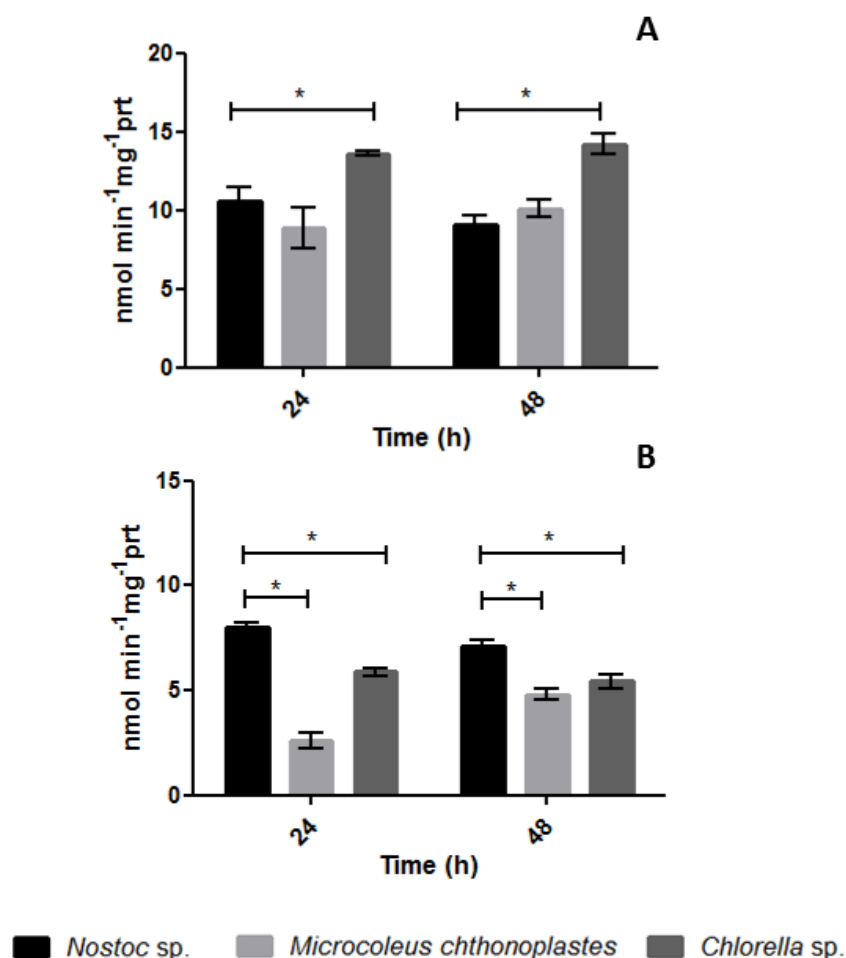 A
20
*
*
15
nmol min⁻¹mg⁻¹prt
10
5
0
24
48
Time (h)
B
15
*
*
nmol min⁻¹mg⁻¹prt
10
*
*
5
0
24
48
Time (h)
Nostoc sp. Microcoleus chthonoplastes Chlorella sp.